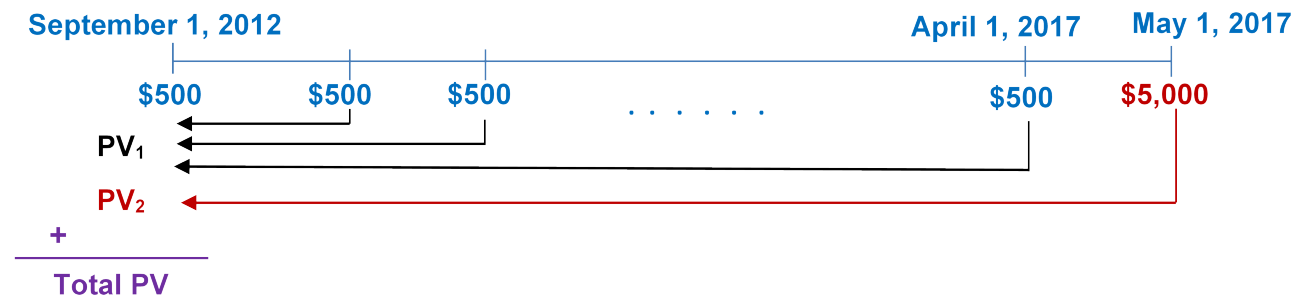 September 1, 2012 April 1, 2017 May 1, 2017
$500 $500 $500 . . . . . . $500 $5,000
PV₁
PV₂
+
Total PV